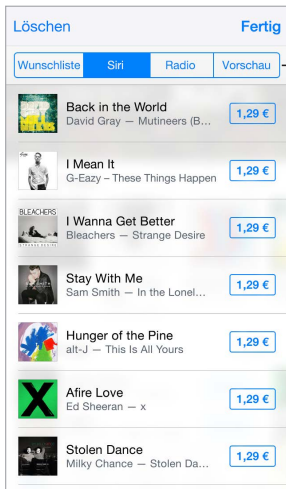 Löschen Fertig
Wunschliste Siri Radio Vorschau
Back in the World
David Gray — Mutineers (B...
1,29 €
I Mean It
G-Eazy – These Things Happen
1,29 €
BLEACHERS
STRANGE DESIRE
I Wanna Get Better
Bleachers — Strange Desire
1,29 €
Stay With Me
Sam Smith — In the Lonel...
1,29 €
Hunger of the Pine
alt-J — This Is All Yours
1,29 €
X
Afire Love
Ed Sheeran — x
1,29 €
Stolen Dance
Milky Chance — Stolen Da...
1,29 €